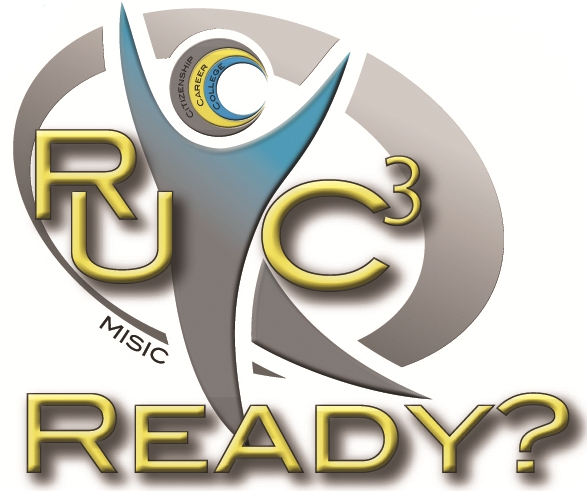 CITIZENSHIP
CAREER
COLLEGE
R
U C³
MISIC
READY?